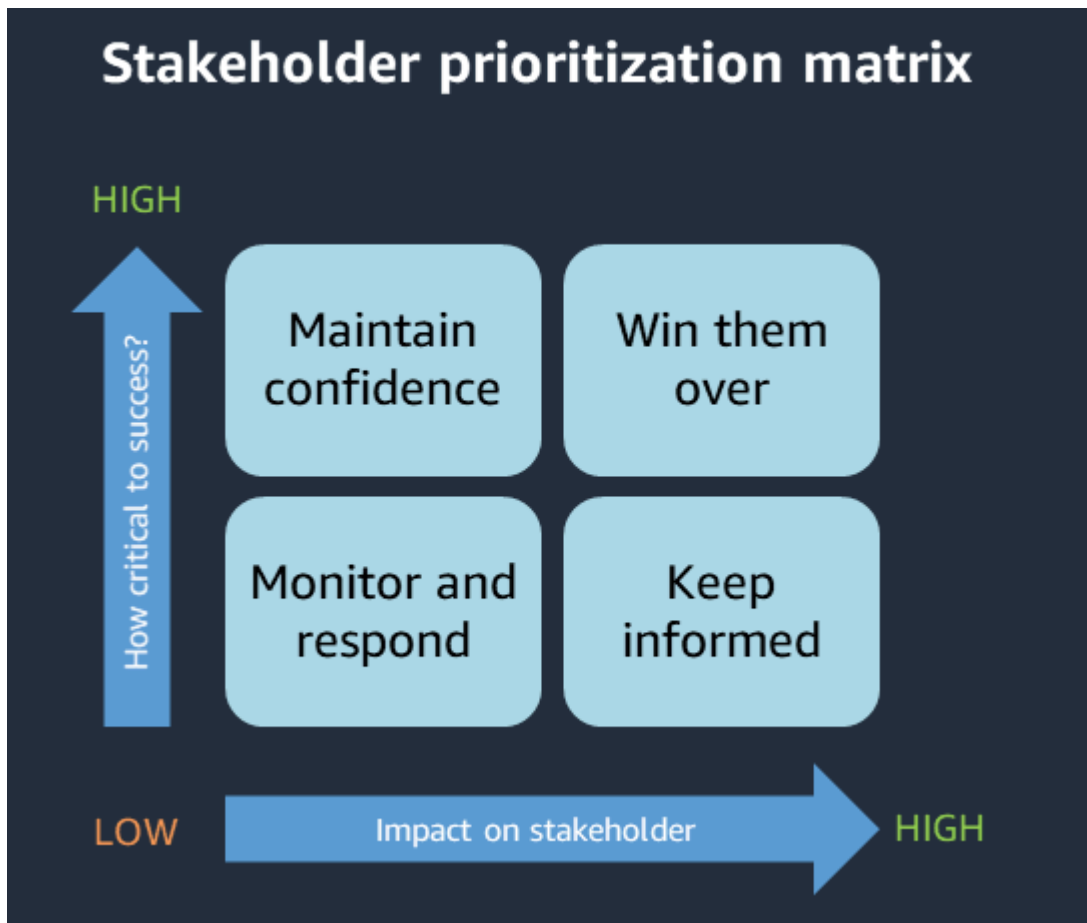 Stakeholder prioritization matrix
HIGH
How critical to success?
Maintain
confidence
Win them
over
Monitor and
respond
Keep
informed
LOW
Impact on stakeholder
HIGH